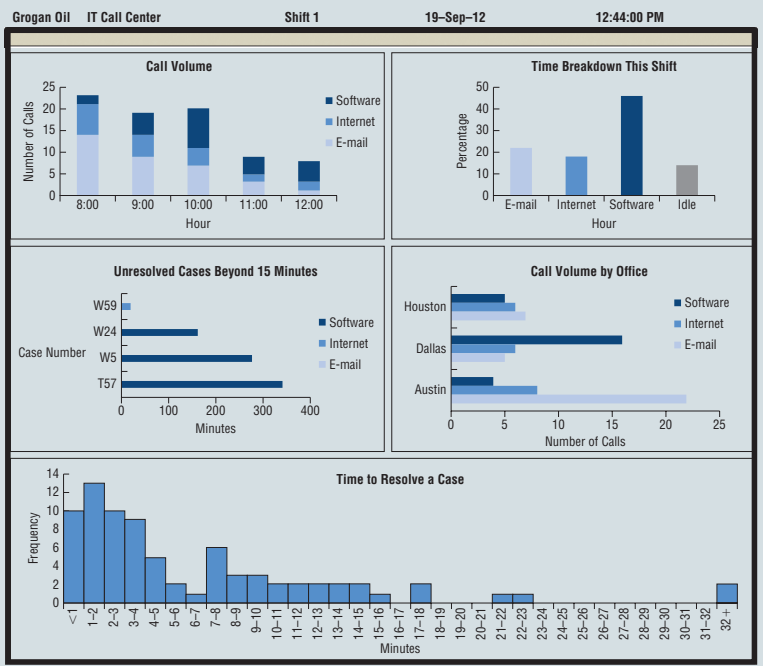 Grogan Oil IT Call Center Shift 1 19–Sep–12 12:44:00 PM
Call Volume
Number of Calls
25
20
15
10
5
0
8:00 9:00 10:00 11:00 12:00
Hour
Software
Internet
E-mail
Time Breakdown This Shift
Percentage
50
40
30
20
10
0
E-mail Internet Software Idle
Hour
Unresolved Cases Beyond 15 Minutes
Case Number
W59
W24
W5
T57
0 100 200 300 400
Minutes
Software
Internet
E-mail
Call Volume by Office
Houston
Dallas
Austin
0 5 10 15 20 25
Number of Calls
Software
Internet
E-mail
Time to Resolve a Case
Frequency
14
12
10
8
6
4
2
0
<1 1–2 2–3 3–4 4–5 5–6 6–7 7–8 8–9 9–10 10–11 11–12 12–13 13–14 14–15 15–16 16–17 17–18 18–19 19–20 20–21 21–22 22–23 23–24 24–25 25–26 26–27 27–28 28–29 29–30 30–31 31–32 32+
Minutes